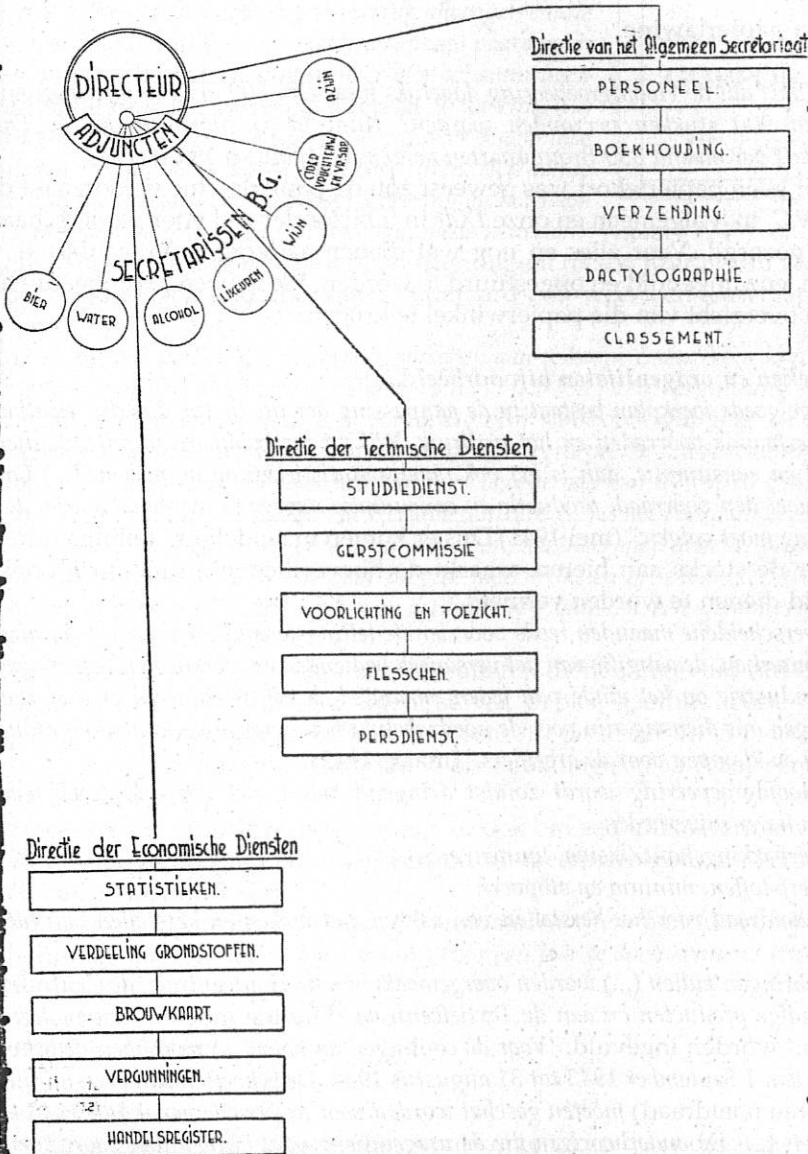 DIRECTEUR
ADJUNCTEN
SECRETARISSEN B.G.
BIER
WATER
ALCOHOL
LIKEUREN
WIJN
CIDER
VRUCHTENW.
EN VR.SAP.
AZIJN
Directie van het Algemeen Secretariaat
PERSONEEL.
BOEKHOUDING.
VERZENDING.
DACTYLOGRAPHIE
CLASSEMENT.
Directie der Technische Diensten
STUDIEDIENST.
GERSTCOMMISSIE
VOORLICHTING EN TOEZICHT.
FLESSCHEN.
PERSDIENST.
Directie der Economische Diensten
STATISTIEKEN.
VERDEELING GRONDSTOFFEN.
BROUWKAART.
VERGUNNINGEN.
HANDELSREGISTER.